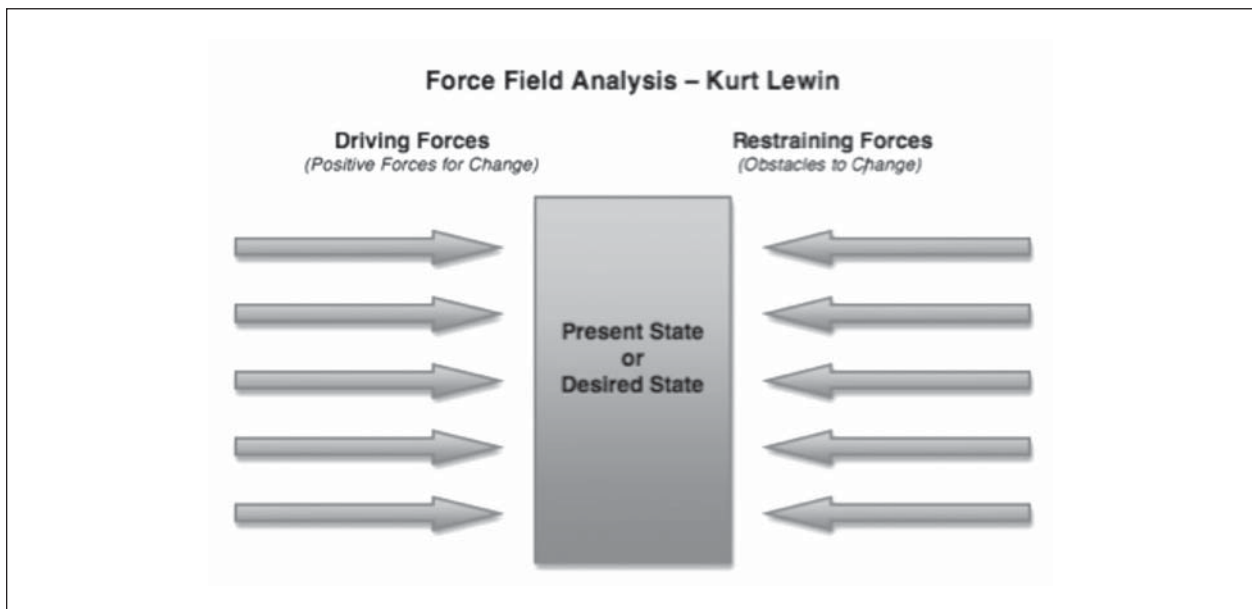 Force Field Analysis – Kurt Lewin
Driving Forces
(Positive Forces for Change)
Restraining Forces
(Obstacles to Change)
Present State
or
Desired State